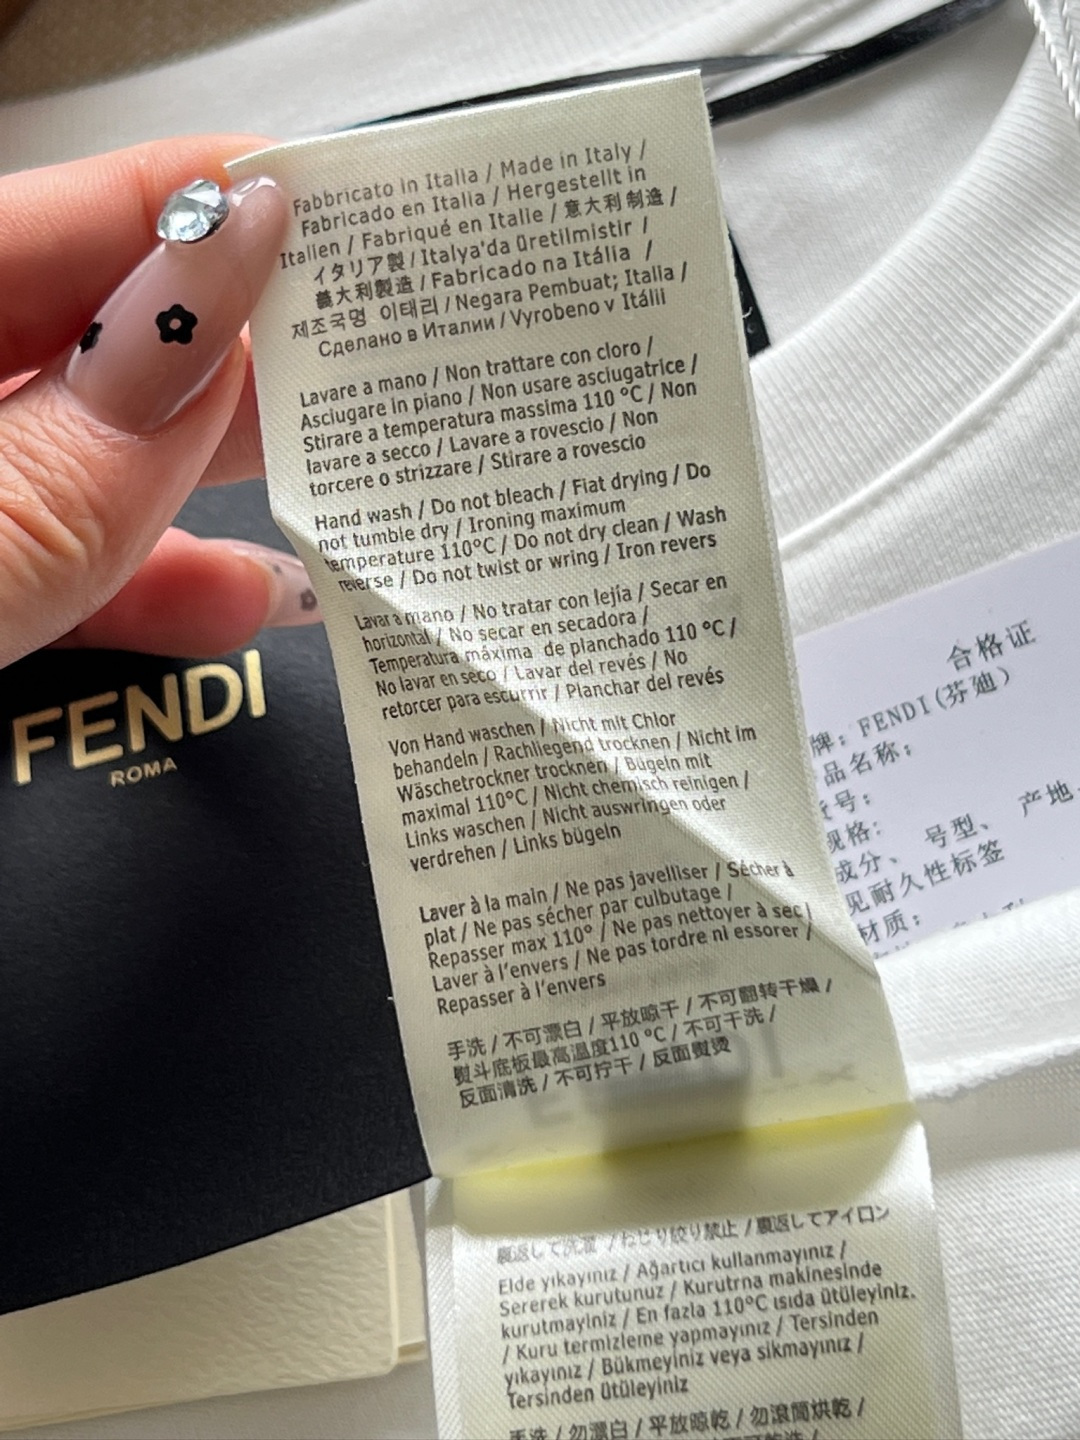 Fabbricato in Italia / Made in Italy /
Fabricado en Italia / Hergestellt in
Italien / Fabriqué en Italie / 意大利制造 /
イタリア製 / Italya'da üretilmistir /
義大利製造 / Fabricado na Itália /
제조국명 이태리 / Negara Pembuat; Italia /
Сделано в Италии / Vyrobeno v Itálii
Lavare a mano / Non trattare con cloro /
Asciugare in piano / Non usare asciugatrice /
Stirare a temperatura massima 110 °C / Non
lavare a secco / Lavare a rovescio / Non
torcere o strizzare / Stirare a rovescio
Hand wash / Do not bleach / Fiat drying / Do
not tumble dry / Ironing maximum
temperature 110°C / Do not dry clean / Wash
reverse / Do not twist or wring / Iron revers
Lavar a mano / No tratar con lejía / Secar en
horizontal / No secar en secadora /
Temperatura máxima de planchado 110 °C /
No lavar en seco / Lavar del revés / No
retorcer para escurrir / Planchar del revés
Von Hand waschen / Nicht mit Chlor
behandeln / Rachliegend trocknen / Nicht im
Wäschetrockner trocknen / Bügeln mit
maximal 110°C / Nicht chemisch reinigen /
Links waschen / Nicht auswringen oder
verdrehen / Links bügeln
Laver à la main / Ne pas javelliser / Sécher à
plat / Ne pas sécher par culbutage /
Repasser max 110° / Ne pas nettoyer à sec /
Laver à l'envers / Ne pas tordre ni essorer /
Repasser à l'envers
手洗 / 不可漂白 / 平放晾干 / 不可翻转干燥 /
熨斗底板最高温度110 °C / 不可干洗 /
反面清洗 / 不可拧干 / 反面熨烫
裏返して洗濯 / ねじり絞り禁止 / 裏返してアイロン
Elde yıkayınız / Ağartıcı kullanmayınız /
Sererek kurutunuz / Kurutrna makinesinde
kurutmayiniz / En fazla 110°C ısıda ütüleyiniz.
/ Kuru termizleme yapmayınız / Tersinden
yıkayınız / Bükmeyiniz veya sikmayınız /
Tersinden ütüleyiniz
手洗 / 勿漂白 / 平放晾乾 / 勿滾筒烘乾 /
FENDI
ROMA
合格证
牌: FENDI(芬迪)
品名称:
货号:
规格:
成分、 号型、 产地
见耐久性标签
材质: